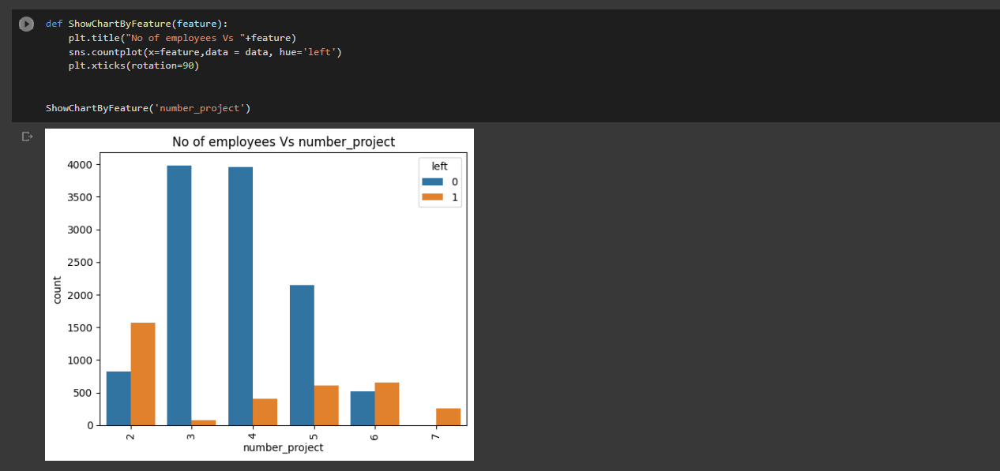 def ShowChartByFeature(feature):
    plt.title("No of employees Vs "+feature)
    sns.countplot(x=feature,data = data, hue='left')
    plt.xticks(rotation=90)
ShowChartByFeature('number_project')
No of employees Vs number_project
left
0
1
4000
3500
3000
2500
2000
1500
1000
500
0
count
2 3 4 5 6 7
number_project